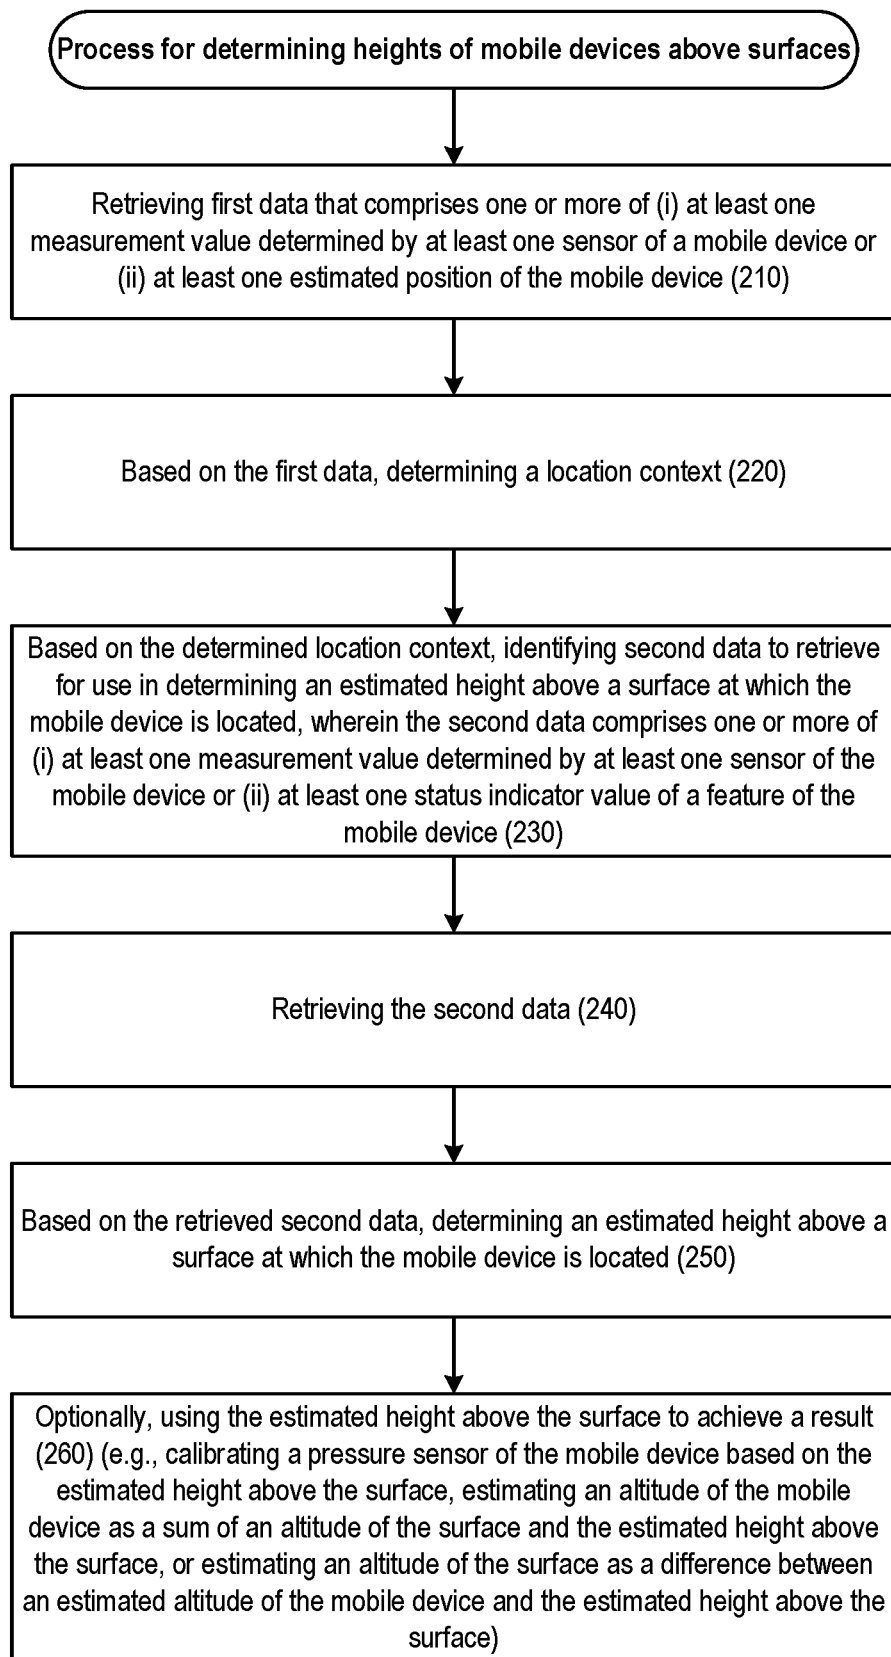 Process for determining heights of mobile devices above surfaces
Retrieving first data that comprises one or more of (i) at least one
measurement value determined by at least one sensor of a mobile device or
(ii) at least one estimated position of the mobile device (210)
Based on the first data, determining a location context (220)
Based on the determined location context, identifying second data to retrieve
for use in determining an estimated height above a surface at which the
mobile device is located, wherein the second data comprises one or more of
(i) at least one measurement value determined by at least one sensor of the
mobile device or (ii) at least one status indicator value of a feature of the
mobile device (230)
Retrieving the second data (240)
Based on the retrieved second data, determining an estimated height above a
surface at which the mobile device is located (250)
Optionally, using the estimated height above the surface to achieve a result
(260) (e.g., calibrating a pressure sensor of the mobile device based on the
estimated height above the surface, estimating an altitude of the mobile
device as a sum of an altitude of the surface and the estimated height above
the surface, or estimating an altitude of the surface as a difference between
an estimated altitude of the mobile device and the estimated height above the
surface)